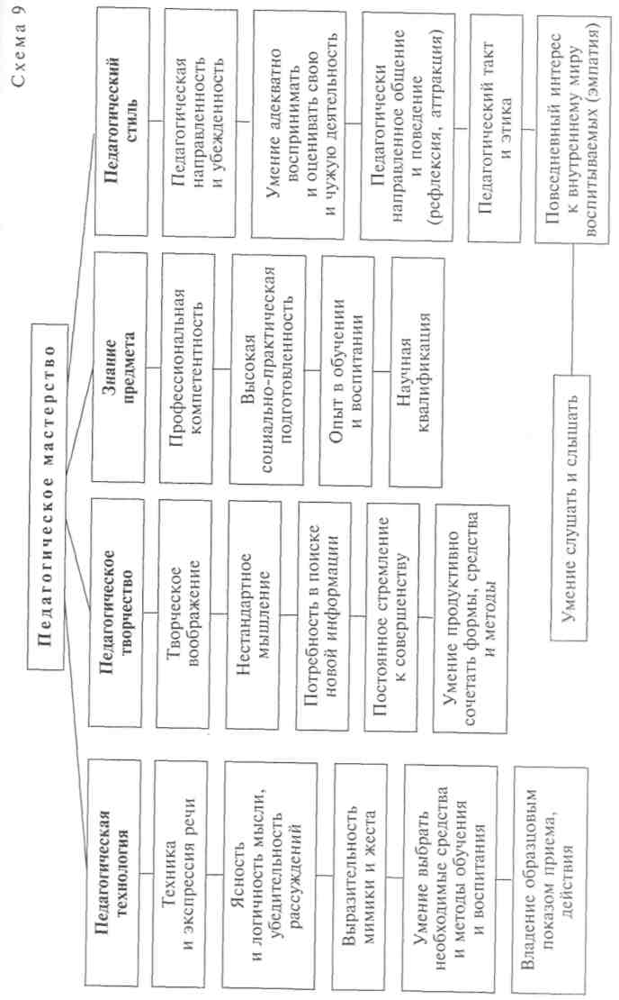 Схема 9
Педагогическое мастерство
Педагогическая
технология
Техника
и экспрессия речи
Ясность
и логичность мысли,
убедительность
рассуждений
Выразительность
мимики и жеста
Умение выбрать
необходимые средства
и методы обучения
и воспитания
Владение образцовым
показом приема,
действия
Педагогическое
творчество
Творческое
воображение
Нестандартное
мышление
Потребность в поиске
новой информации
Постоянное стремление
к совершенству
Умение продуктивно
сочетать формы, средства
и методы
Знание
предмета
Профессиональная
компетентность
Высокая
социально-практическая
подготовленность
Опыт в обучении
и воспитании
Научная
квалификация
Педагогический
стиль
Педагогическая
направленность
и убежденность
Умение адекватно
воспринимать
и оценивать свою
и чужую деятельность
Педагогически
направленное общение
и поведение
(рефлексия, аттракция)
Педагогический такт
и этика
Повседневный интерес
к внутреннему миру
воспитываемых (эмпатия)
Умение слушать и слышать